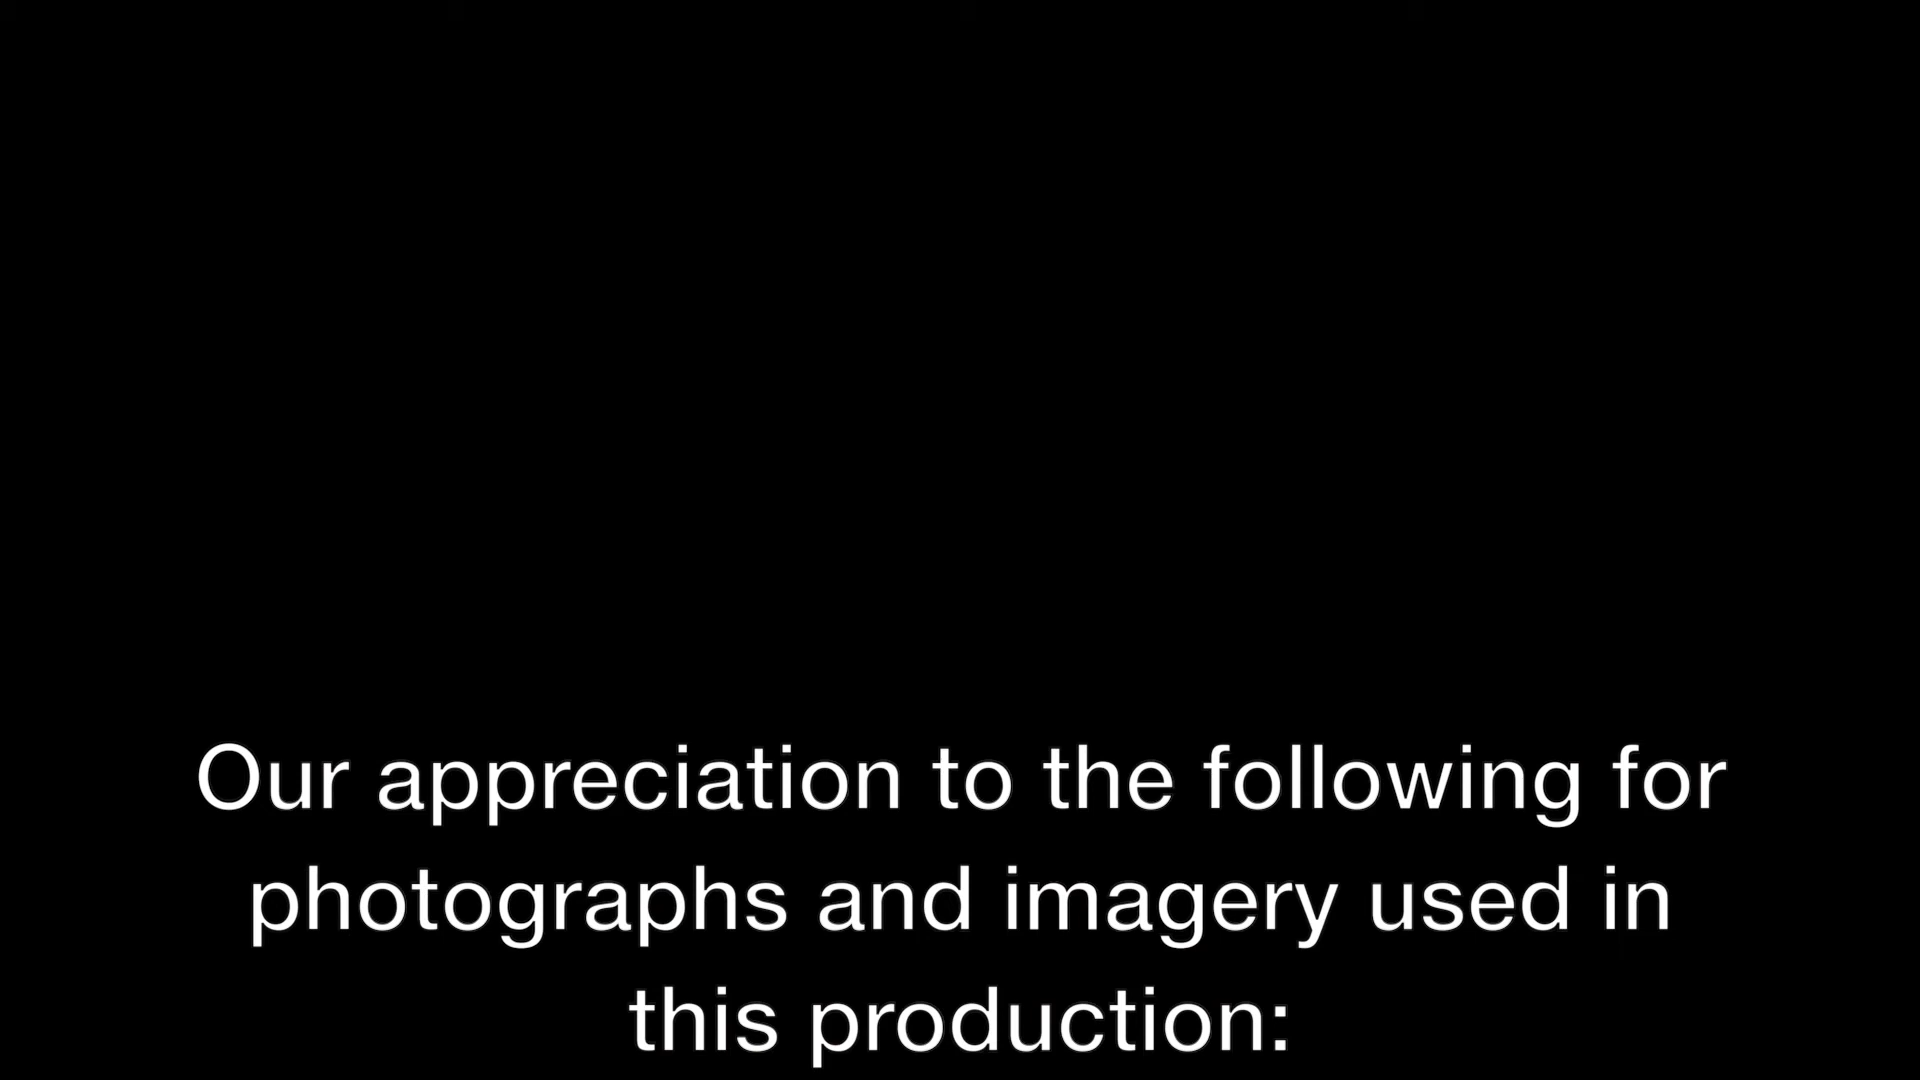 Our appreciation to the following for
photographs and imagery used in
this production: